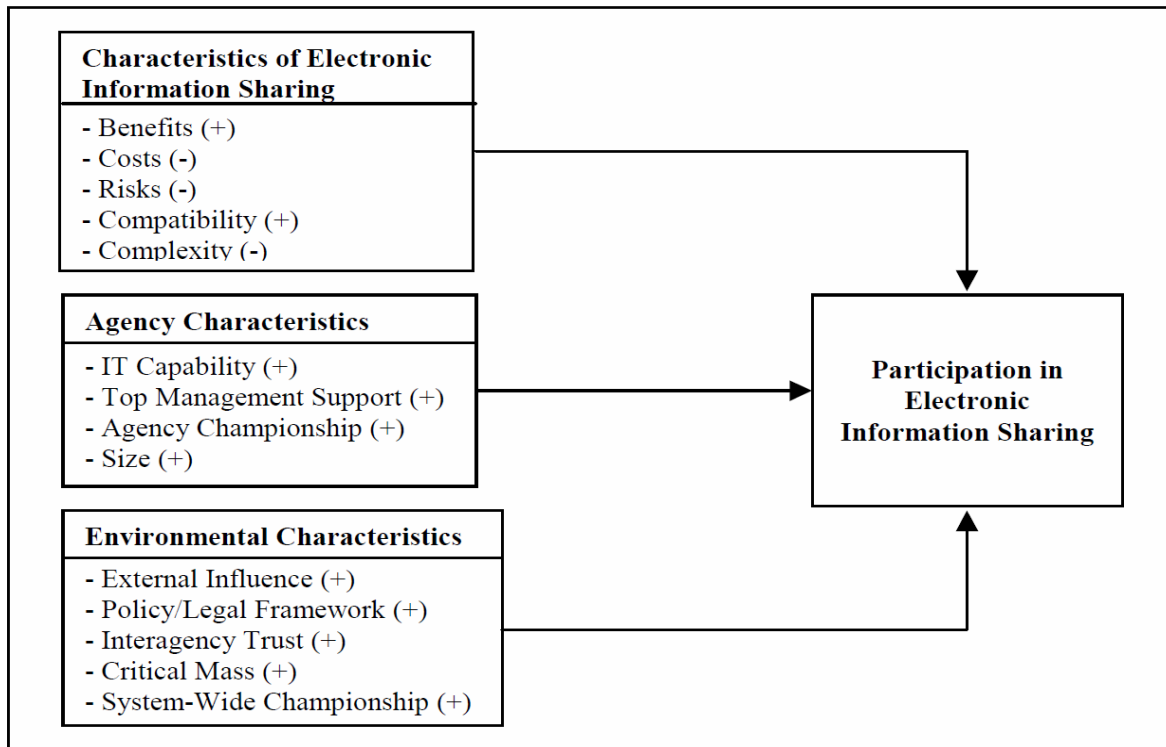 Characteristics of Electronic
Information Sharing
- Benefits (+)
- Costs (-)
- Risks (-)
- Compatibility (+)
- Complexity (-)
Agency Characteristics
- IT Capability (+)
- Top Management Support (+)
- Agency Championship (+)
- Size (+)
Participation in
Electronic
Information Sharing
Environmental Characteristics
- External Influence (+)
- Policy/Legal Framework (+)
- Interagency Trust (+)
- Critical Mass (+)
- System-Wide Championship (+)